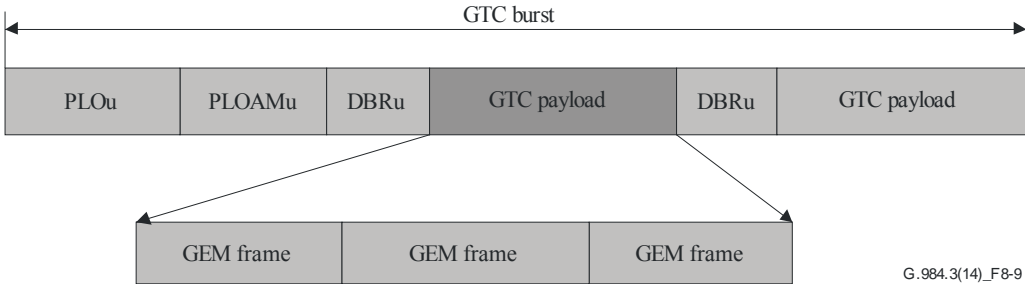 GTC burst
PLOu PLOAMu DBRu GTC payload DBRu GTC payload
GEM frame GEM frame GEM frame
G.984.3(14)_F8-9